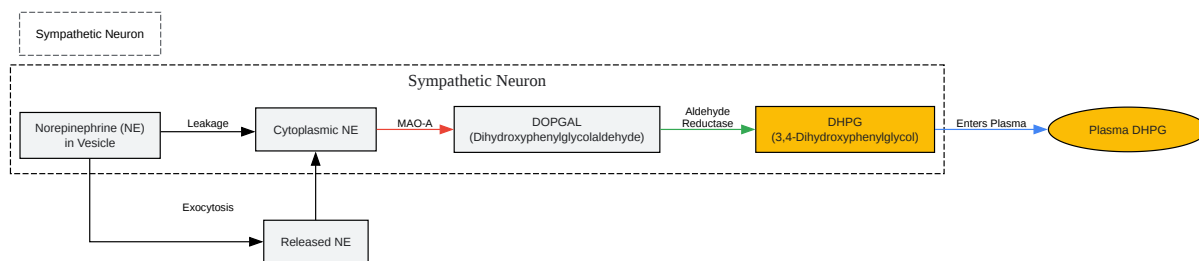 Sympathetic Neuron
Sympathetic Neuron
Norepinephrine (NE)
in Vesicle
Leakage
Cytoplasmic NE
MAO-A
DOPGAL
(Dihydroxyphenylglycolaldehyde)
Aldehyde
Reductase
DHPG
(3,4-Dihydroxyphenylglycol)
Enters Plasma
Plasma DHPG
Exocytosis
Released NE